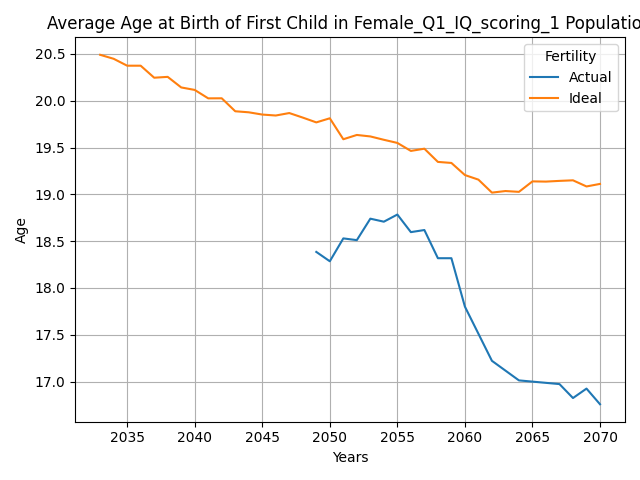 Average Age at Birth of First Child in Female_Q1_IQ_scoring_1 Populatio
Fertility
Actual
Ideal
20.5
20.0
19.5
19.0
18.5
18.0
17.5
17.0
Age
2035 2040 2045 2050 2055 2060 2065 2070
Years